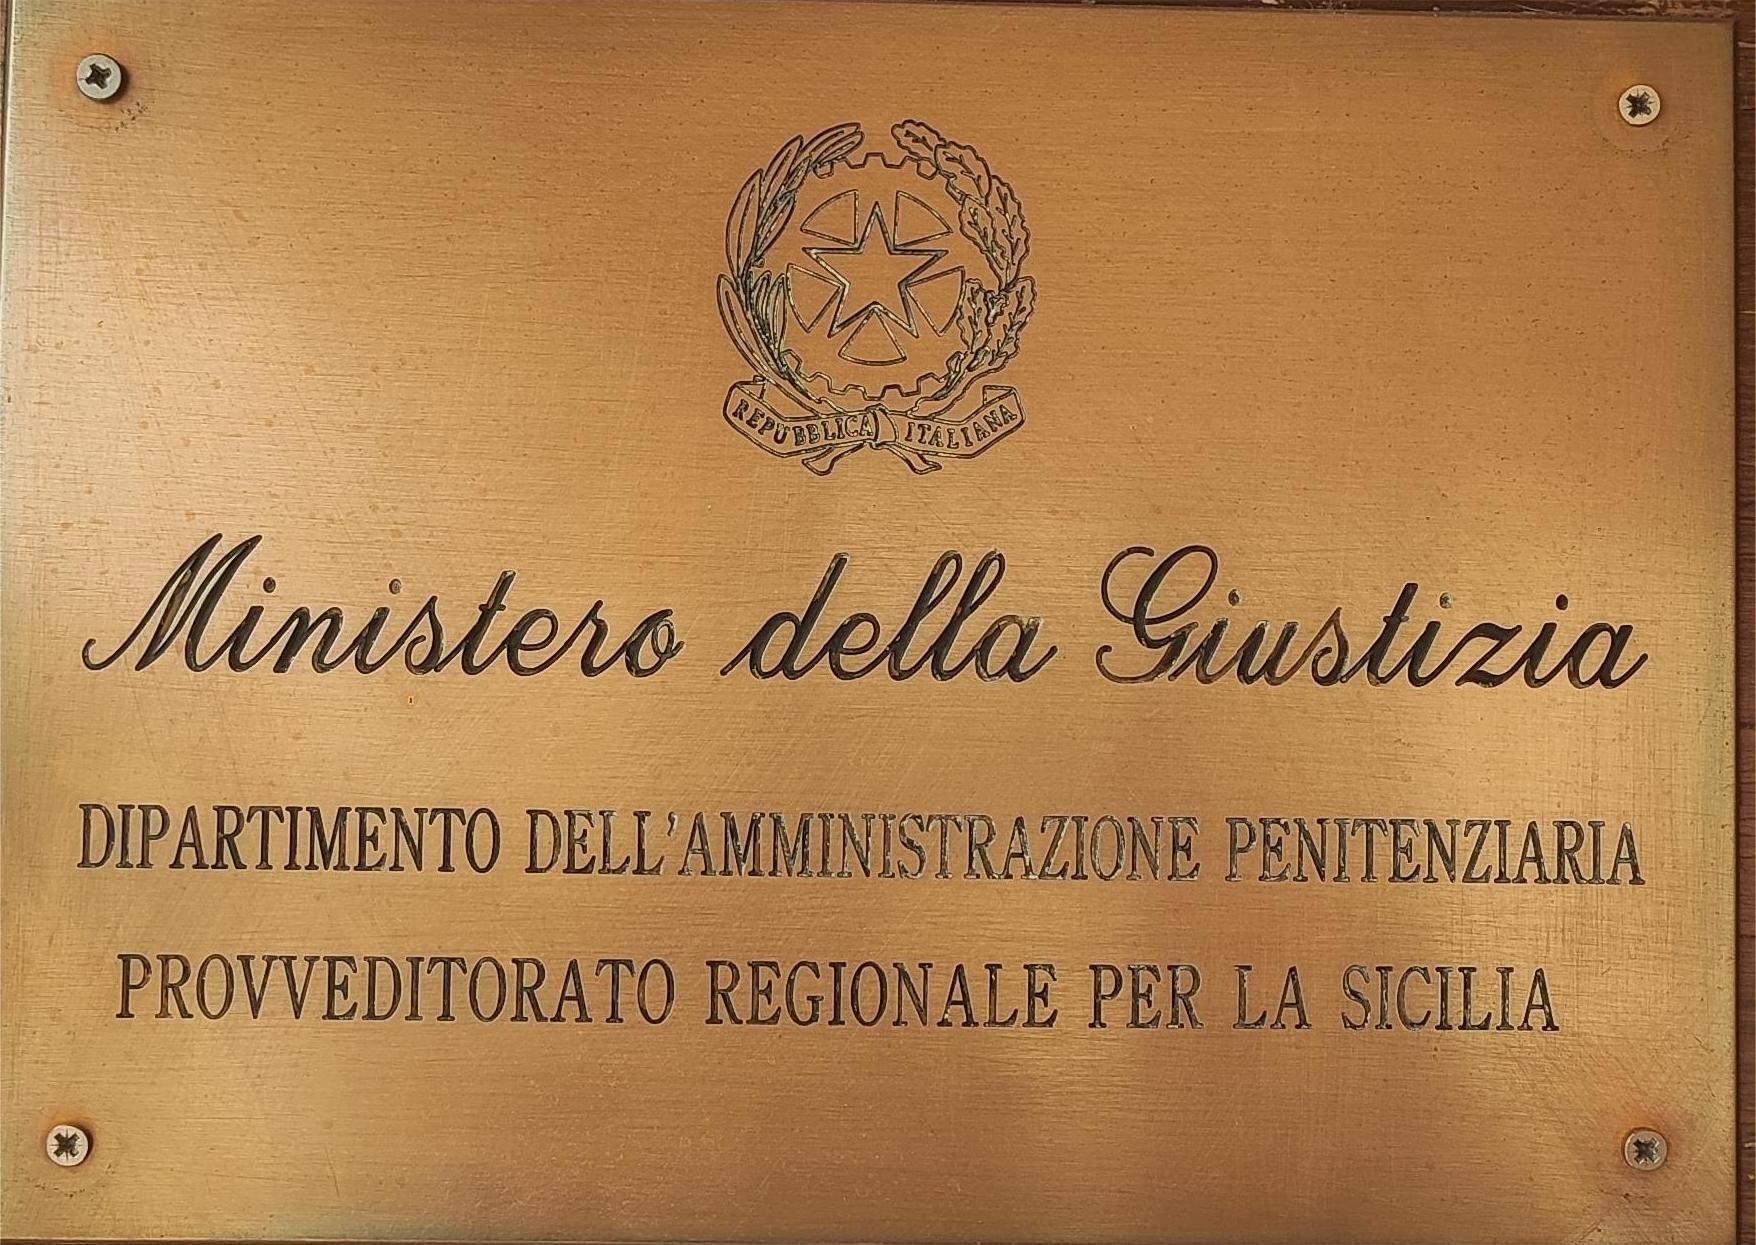 REPUBBLICA ITALIANA
Ministero della Giustizia
DIPARTIMENTO DELL'AMMINISTRAZIONE PENITENZIARIA
PROVVEDITORATO REGIONALE PER LA SICILIA